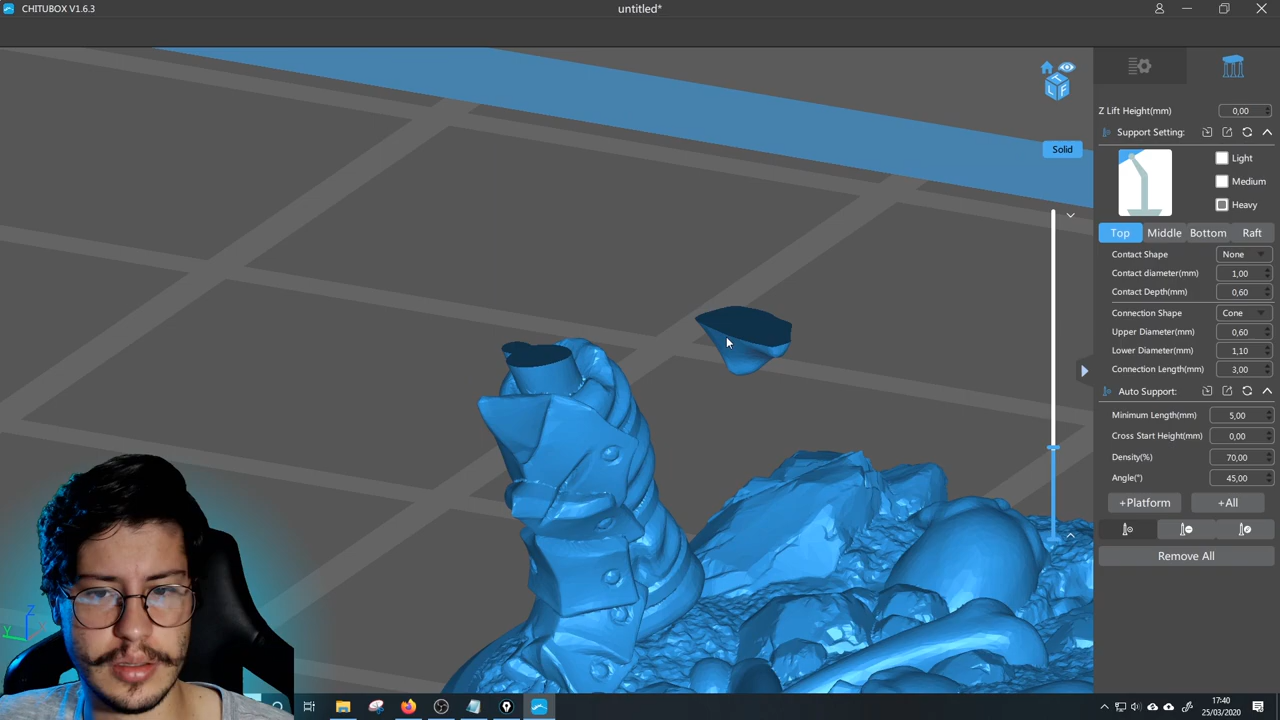 CHITUBOX V1.6.3
untitled*
Z Lift Height(mm) 0,00
Support Setting:
Light
Medium
Heavy
Top Middle Bottom Raft
Contact Shape None
Contact diameter(mm) 1,00
Contact Depth(mm) 0,60
Connection Shape Cone
Upper Diameter(mm) 0,60
Lower Diameter(mm) 1,10
Connection Length(mm) 3,00
Auto Support:
Minimum Length(mm) 5,00
Cross Start Height(mm) 0,00
Density(%) 70,00
Angle(°) 45,00
+Platform +All
Remove All
Solid
T
L F
Z
Y
17:40
25/03/2020